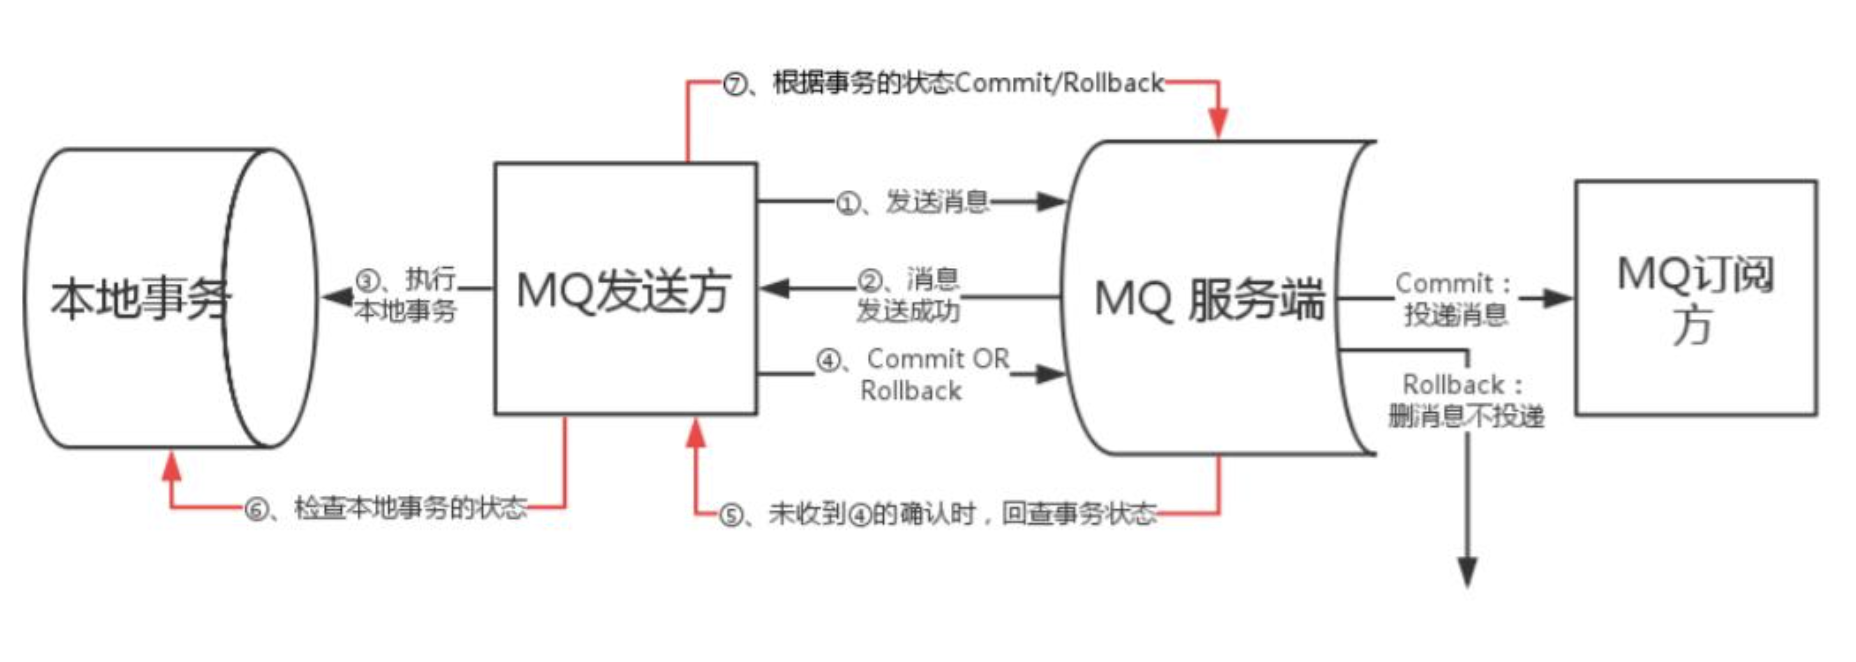 ⑦、根据事务的状态Commit/Rollback
①、发送消息
本地事务
③、执行
本地事务
MQ发送方
②、消息
发送成功
MQ 服务端
Commit：
投递消息
MQ订阅
方
④、Commit OR
Rollback
Rollback：
删消息不投递
⑥、检查本地事务的状态
⑤、未收到④的确认时，回查事务状态